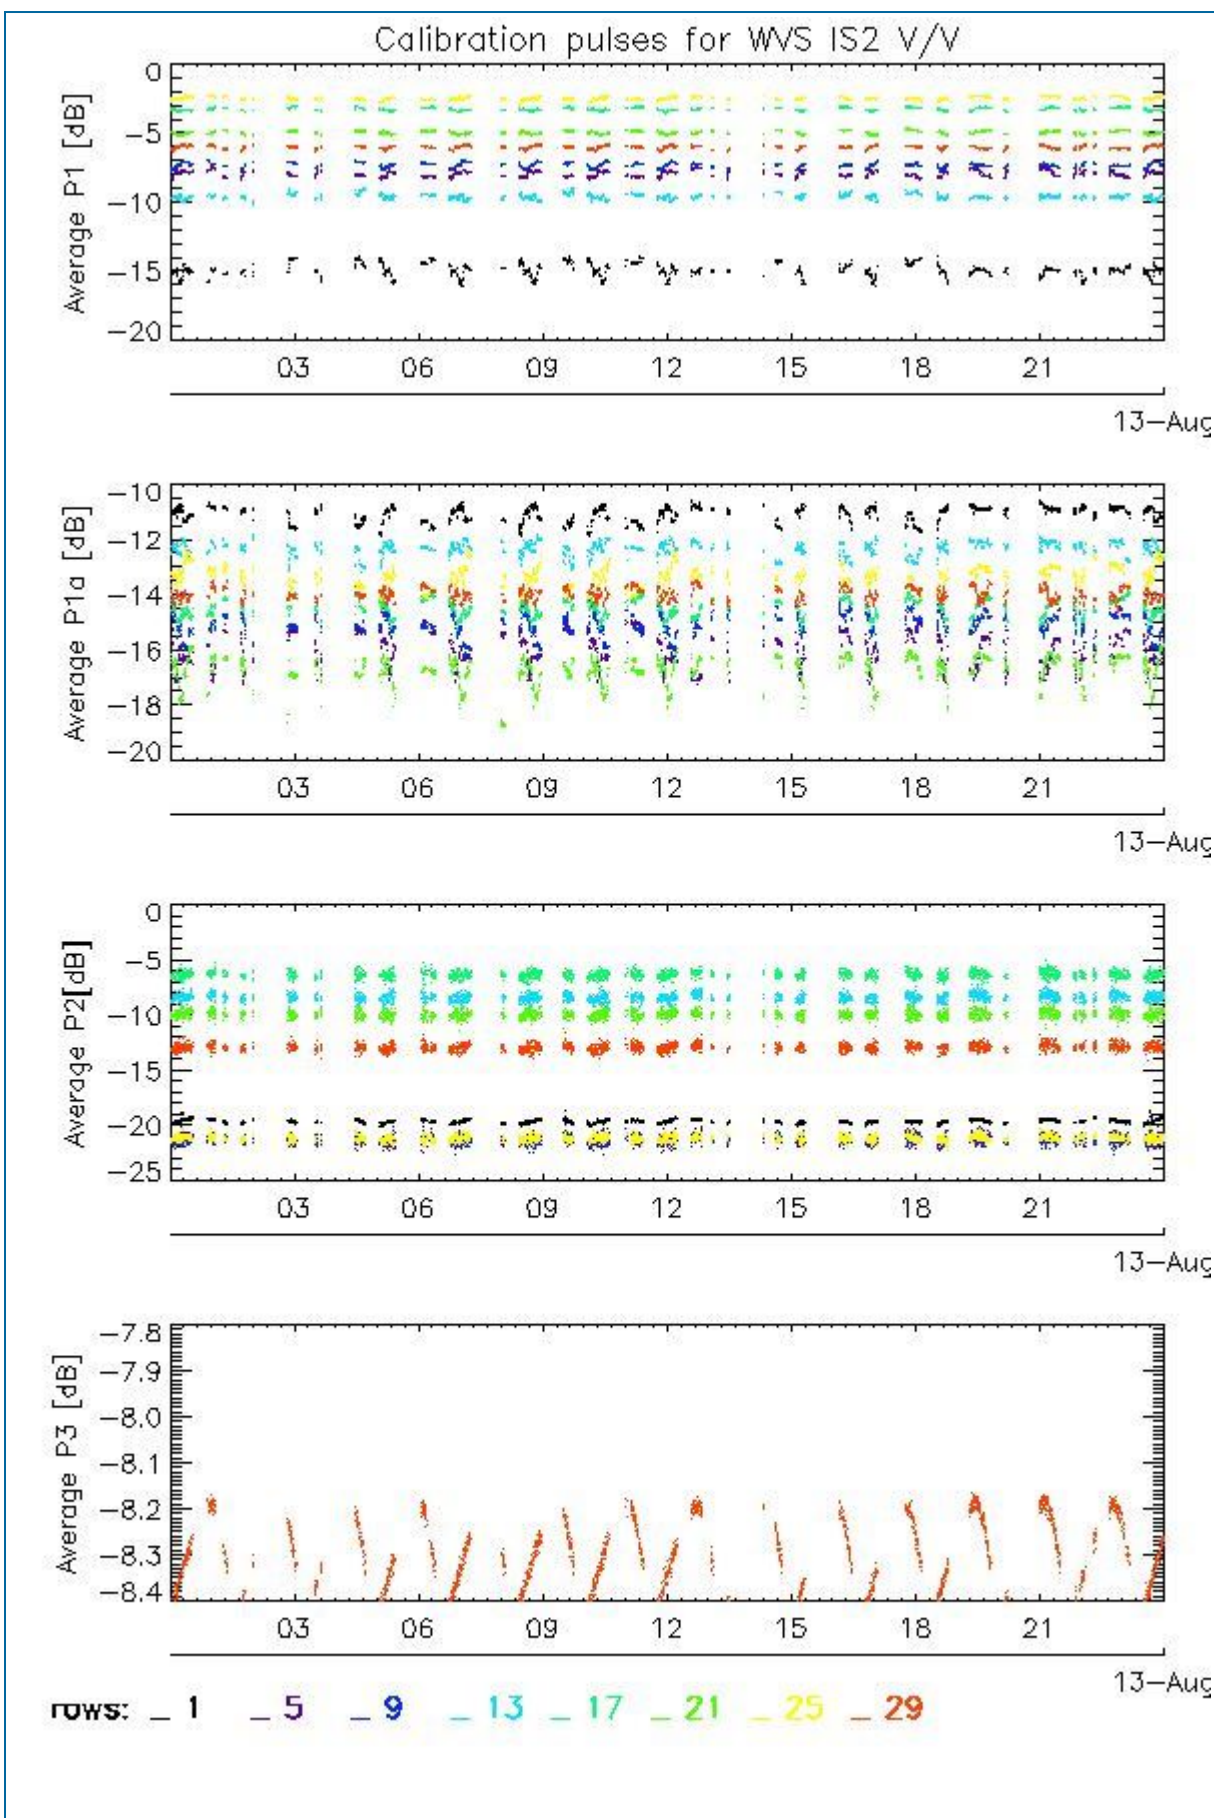 Calibration pulses for WVS IS2 V/V
Average P1 [dB]
0
-5
-10
-15
-20
03 06 09 12 15 18 21
13-Aug
Average P1a [dB]
-10
-12
-14
-16
-18
-20
03 06 09 12 15 18 21
13-Aug
Average P2[dB]
0
-5
-10
-15
-20
-25
03 06 09 12 15 18 21
13-Aug
Average P3 [dB]
-7.8
-7.9
-8.0
-8.1
-8.2
-8.3
-8.4
03 06 09 12 15 18 21
13-Aug
rows: _ 1 _ 5 _ 9 _ 13 _ 17 _ 21 _ 25 _ 29